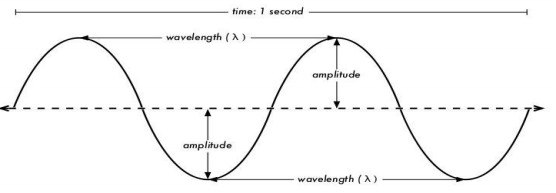 time: 1 second
wavelength ( λ )
amplitude
amplitude
wavelength ( λ )